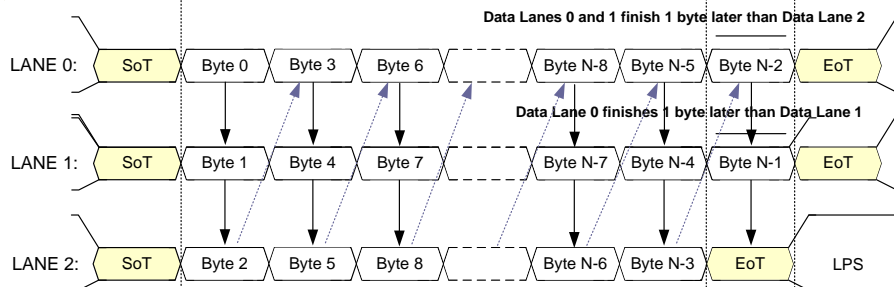 Data Lanes 0 and 1 finish 1 byte later than Data Lane 2
LANE 0: SoT Byte 0 Byte 3 Byte 6 Byte N-8 Byte N-5 Byte N-2 EoT
Data Lane 0 finishes 1 byte later than Data Lane 1
LANE 1: SoT Byte 1 Byte 4 Byte 7 Byte N-7 Byte N-4 Byte N-1 EoT
LANE 2: SoT Byte 2 Byte 5 Byte 8 Byte N-6 Byte N-3 EoT LPS